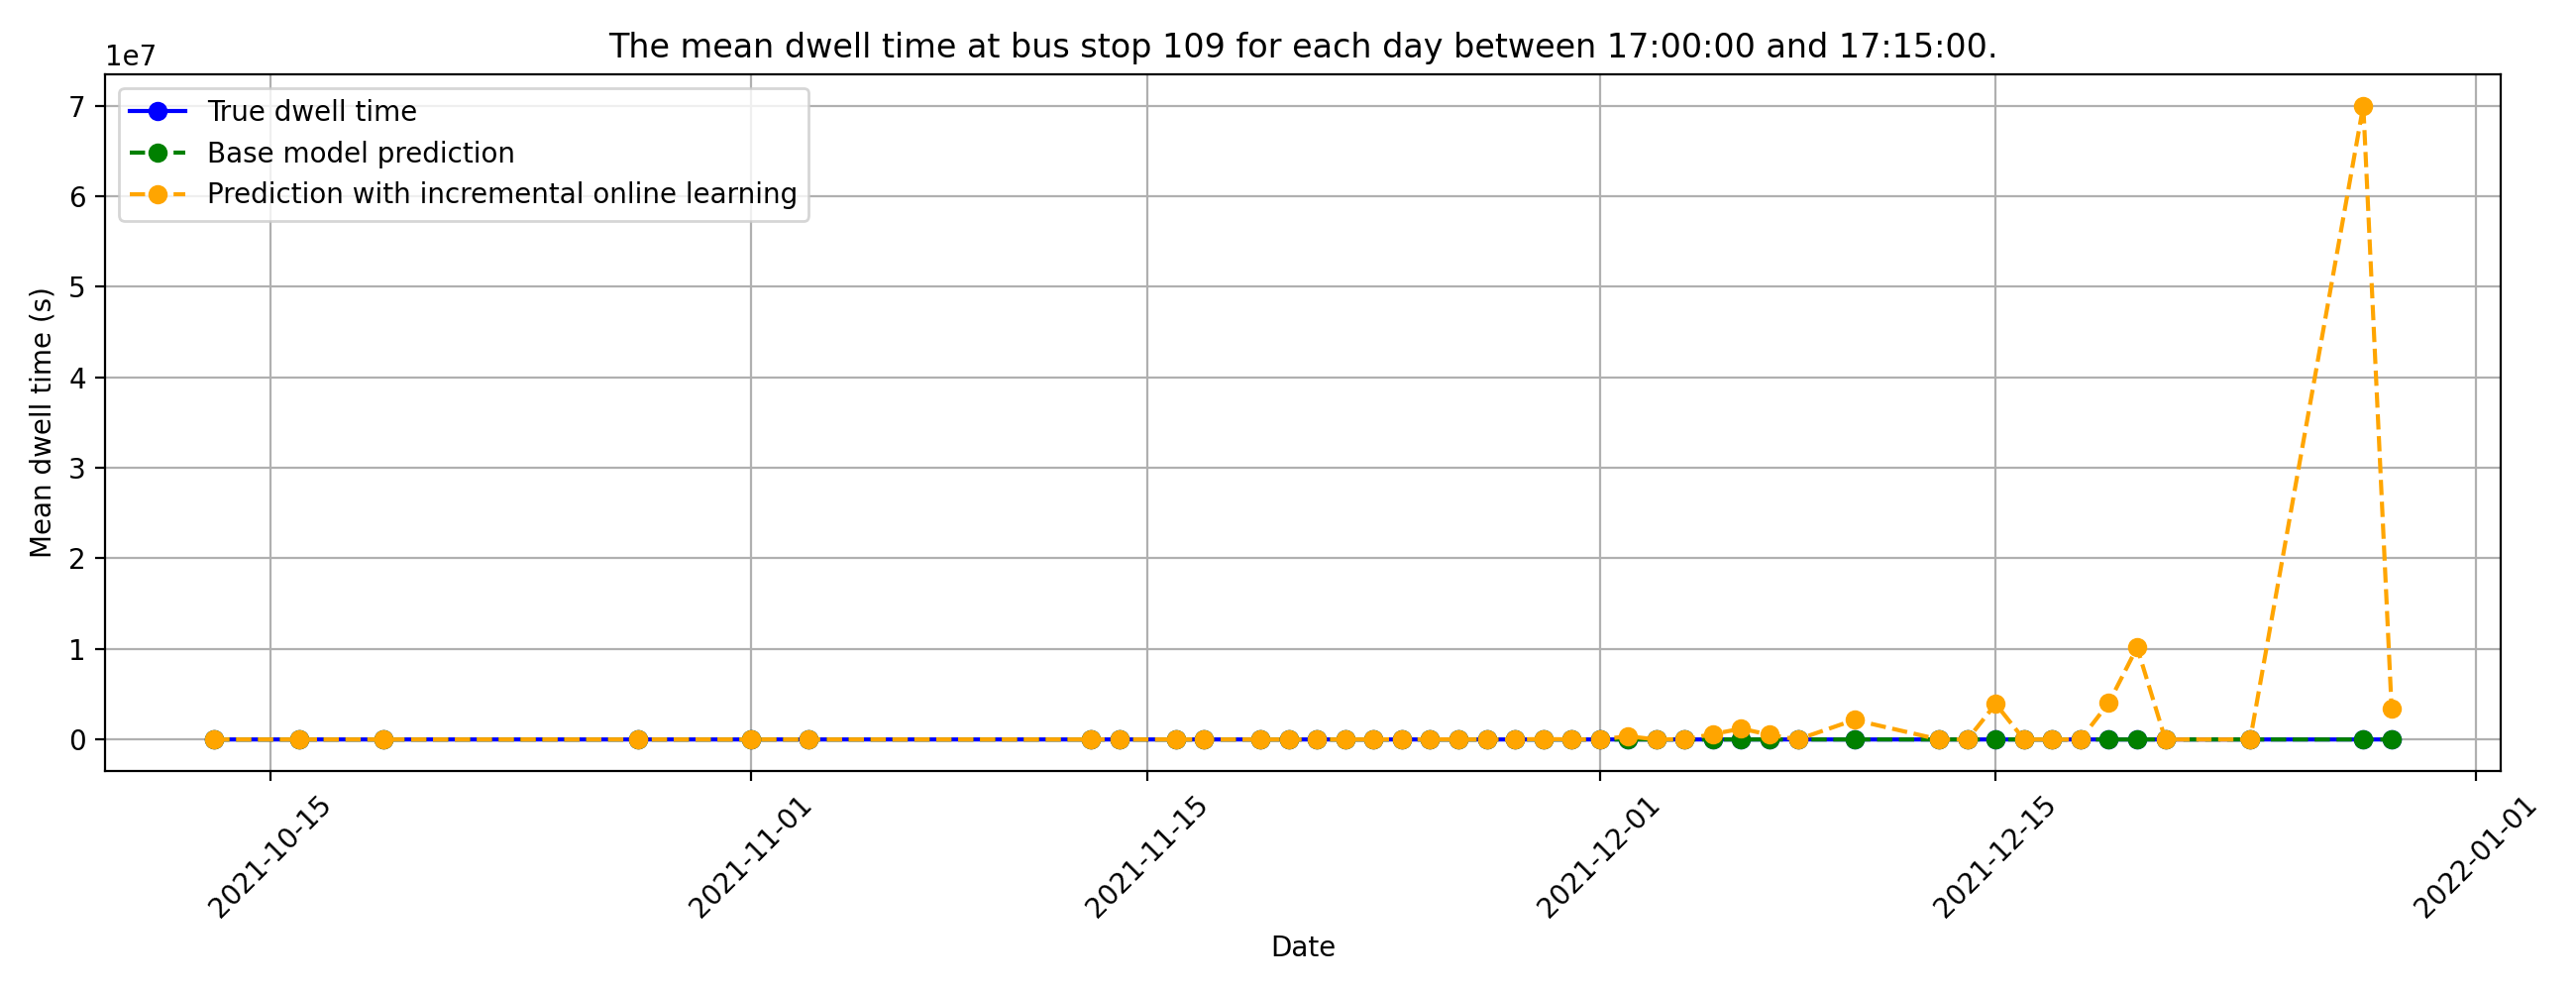 The mean dwell time at bus stop 109 for each day between 17:00:00 and 17:15:00.
1e7
True dwell time
Base model prediction
Prediction with incremental online learning
Mean dwell time (s)
7
6
5
4
3
2
1
0
2021-10-15
2021-11-01
2021-11-15
2021-12-01
2021-12-15
2022-01-01
Date